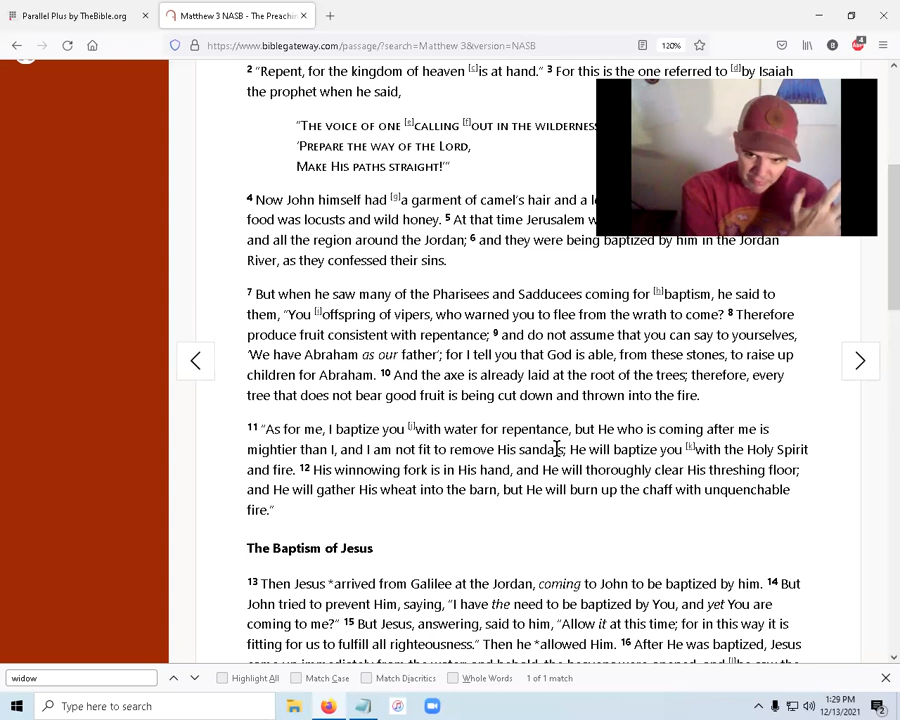 Parallel Plus by TheBible.org
Matthew 3 NASB - The Preachin
https://www.biblegateway.com/passage/?search=Matthew 3&version=NASB
120%
B
4
2 “Repent, for the kingdom of heaven [c]is at hand.” 3 For this is the one referred to [d]by Isaiah
the prophet when he said,
“THE VOICE OF ONE [e]CALLING [f]OUT IN THE WILDERNESS
‘PREPARE THE WAY OF THE LORD,
MAKE HIS PATHS STRAIGHT!’”
4 Now John himself had [g]a garment of camel’s hair and a
food was locusts and wild honey. 5 At that time Jerusalem
and all the region around the Jordan; 6 and they were being baptized by him in the Jordan
River, as they confessed their sins.
7 But when he saw many of the Pharisees and Sadducees coming for [h]baptism, he said to
them, “You [i]offspring of vipers, who warned you to flee from the wrath to come? 8 Therefore
produce fruit consistent with repentance; 9 and do not assume that you can say to yourselves,
‘We have Abraham as our father’; for I tell you that God is able, from these stones, to raise up
children for Abraham. 10 And the axe is already laid at the root of the trees; therefore, every
tree that does not bear good fruit is being cut down and thrown into the fire.
11 “As for me, I baptize you [j]with water for repentance, but He who is coming after me is
mightier than I, and I am not fit to remove His sandals; He will baptize you [k]with the Holy Spirit
and fire. 12 His winnowing fork is in His hand, and He will thoroughly clear His threshing floor;
and He will gather His wheat into the barn, but He will burn up the chaff with unquenchable
fire.”
The Baptism of Jesus
13 Then Jesus *arrived from Galilee at the Jordan, coming to John to be baptized by him. 14 But
John tried to prevent Him, saying, “I have the need to be baptized by You, and yet You are
coming to me?” 15 But Jesus, answering, said to him, “Allow it at this time; for in this way it is
fitting for us to fulfill all righteousness.” Then he *allowed Him. 16 After He was baptized, Jesus
came up immediately from the water; and behold, the heavens were opened, and [l]he saw the
widow
Highlight All
Match Case
Match Diacritics
Whole Words
1 of 1 match
Type here to search
1:29 PM
12/13/2021
2